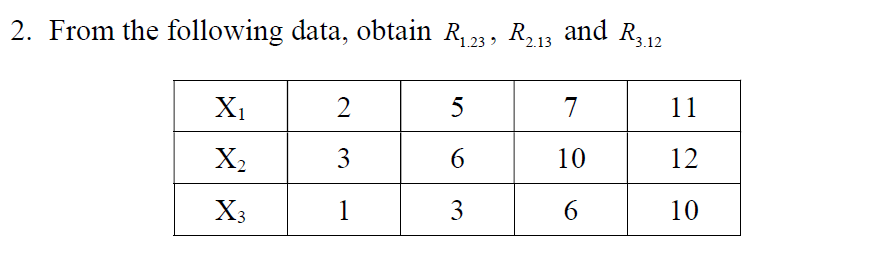 2. From the following data, obtain R₁.₂₃, R₂.₁₃ and R₃.₁₂
X₁ 2 5 7 11
X₂ 3 6 10 12
X₃ 1 3 6 10